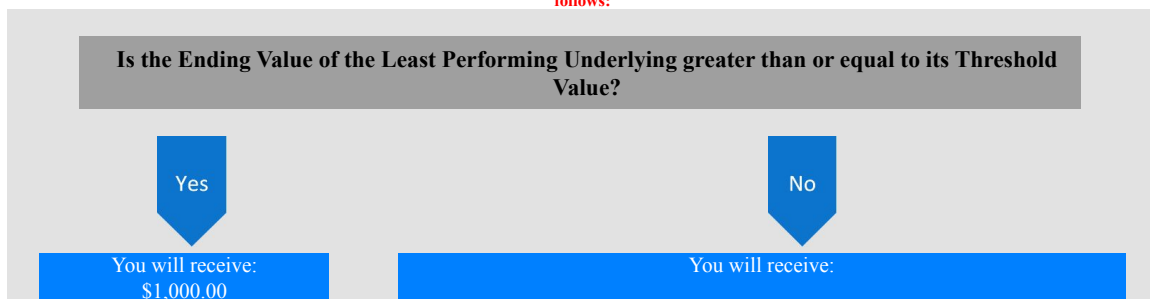 follows:
Is the Ending Value of the Least Performing Underlying greater than or equal to its Threshold
Value?
Yes
No
You will receive:
$1,000.00
You will receive: